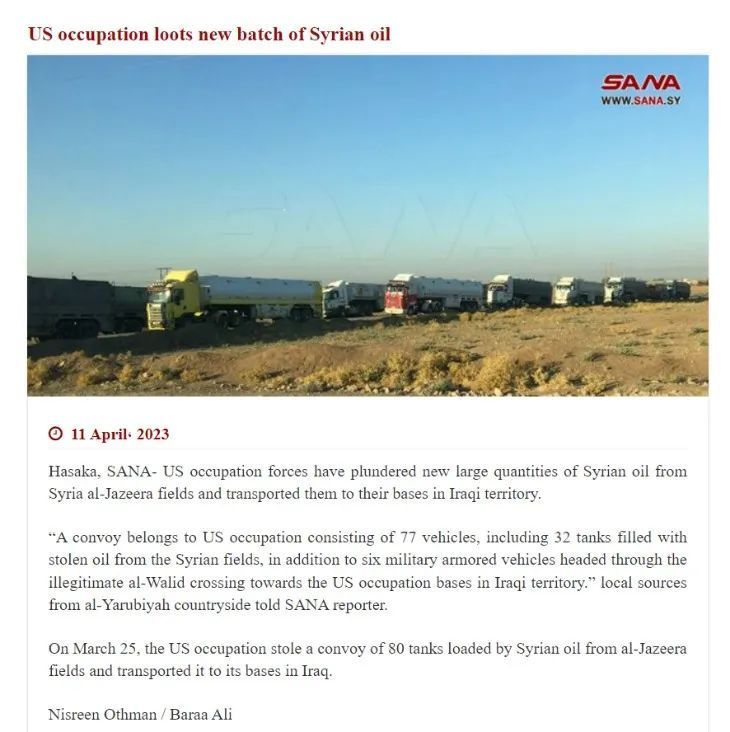 US occupation loots new batch of Syrian oil
SANA
WWW.SANA.SY
SANA
11 April، 2023
Hasaka, SANA- US occupation forces have plundered new large quantities of Syrian oil from
Syria al-Jazeera fields and transported them to their bases in Iraqi territory.
“A convoy belongs to US occupation consisting of 77 vehicles, including 32 tanks filled with
stolen oil from the Syrian fields, in addition to six military armored vehicles headed through the
illegitimate al-Walid crossing towards the US occupation bases in Iraqi territory.” local sources
from al-Yarubiyah countryside told SANA reporter.
On March 25, the US occupation stole a convoy of 80 tanks loaded by Syrian oil from al-Jazeera
fields and transported it to its bases in Iraq.
Nisreen Othman / Baraa Ali